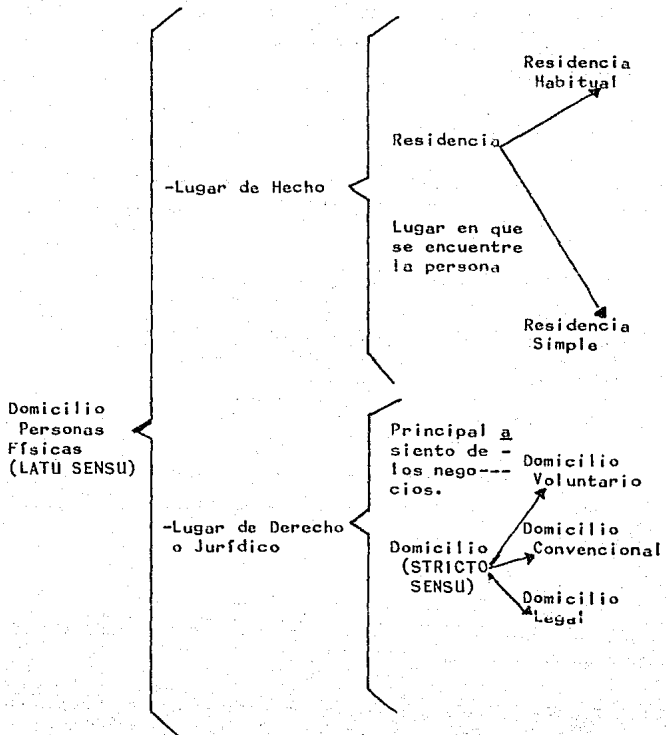 Domicilio
Personas
Físicas
(LATU SENSU)
-Lugar de Hecho
Residencia
Residencia
Habitual
Residencia
Simple
Lugar en que
se encuentre
la persona
-Lugar de Derecho
o Jurídico
Principal a
siento de -
los nego---
cios.
Domicilio
(STRICTO
SENSU)
Domicilio
Voluntario
Domicilio
Convencional
Domicilio
Legal